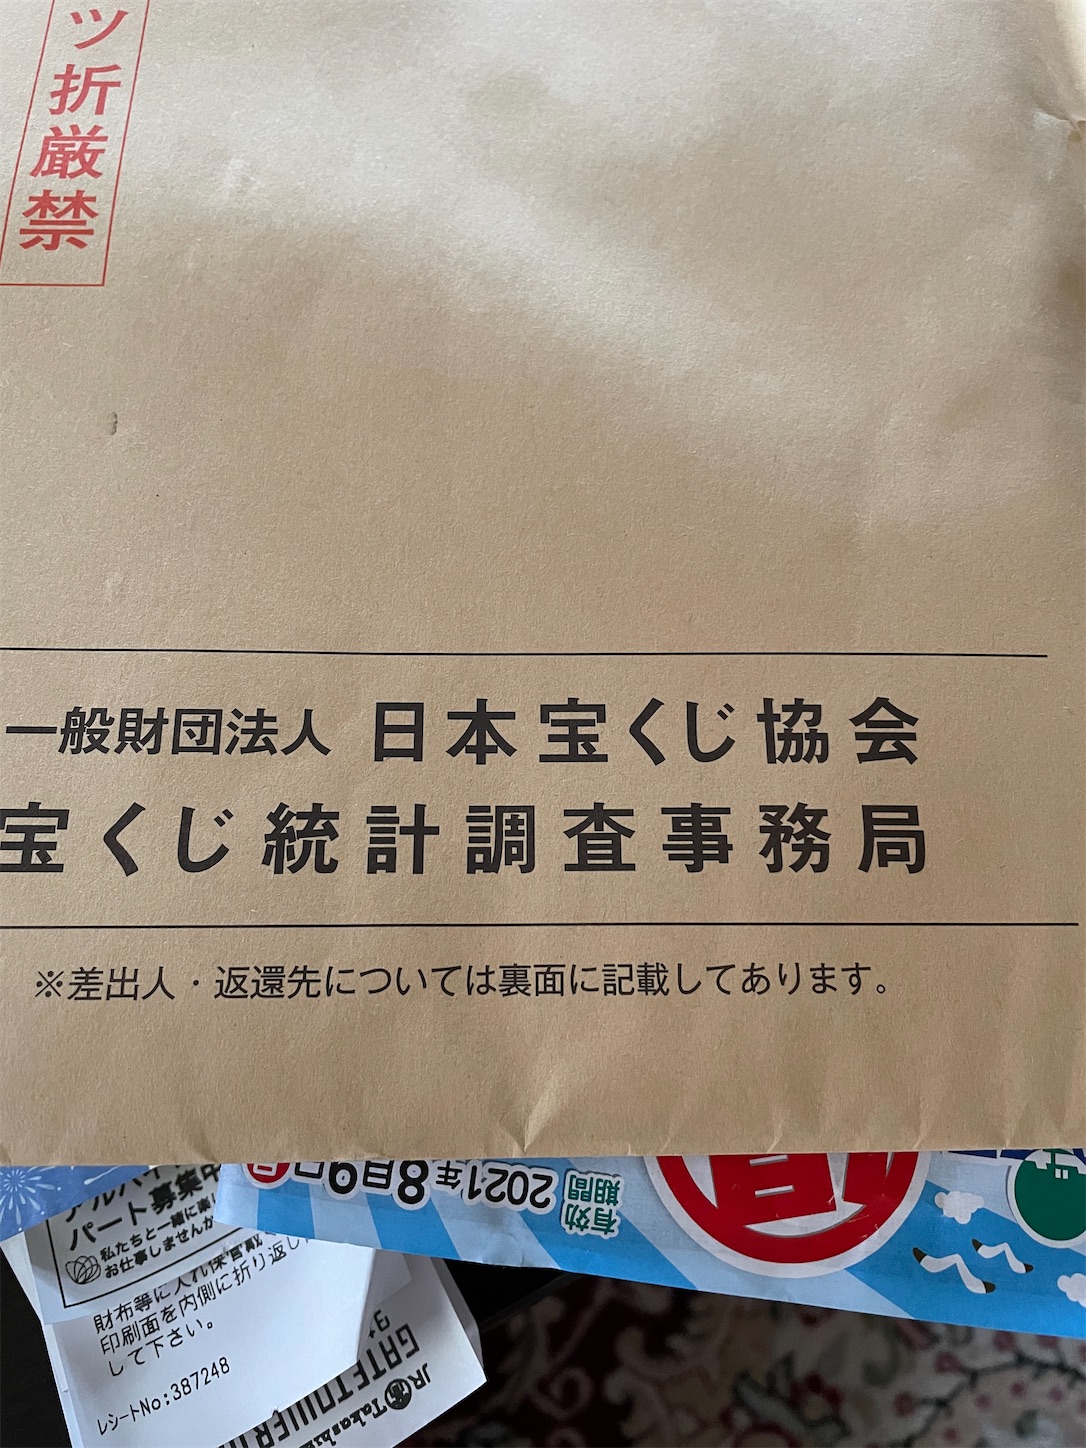 ツ折厳禁
一般財団法人 日本宝くじ協会
宝くじ統計調査事務局
※差出人・返還先については裏面に記載してあります。
有効
期間
2021年8月9日
パート募集中
私たちと一緒に楽
お仕事しませんか
財布等に入れ保管
印刷面を内側に折り返し
して下さい。
レシートNo:387248
JR
Takashi
GATETOWER